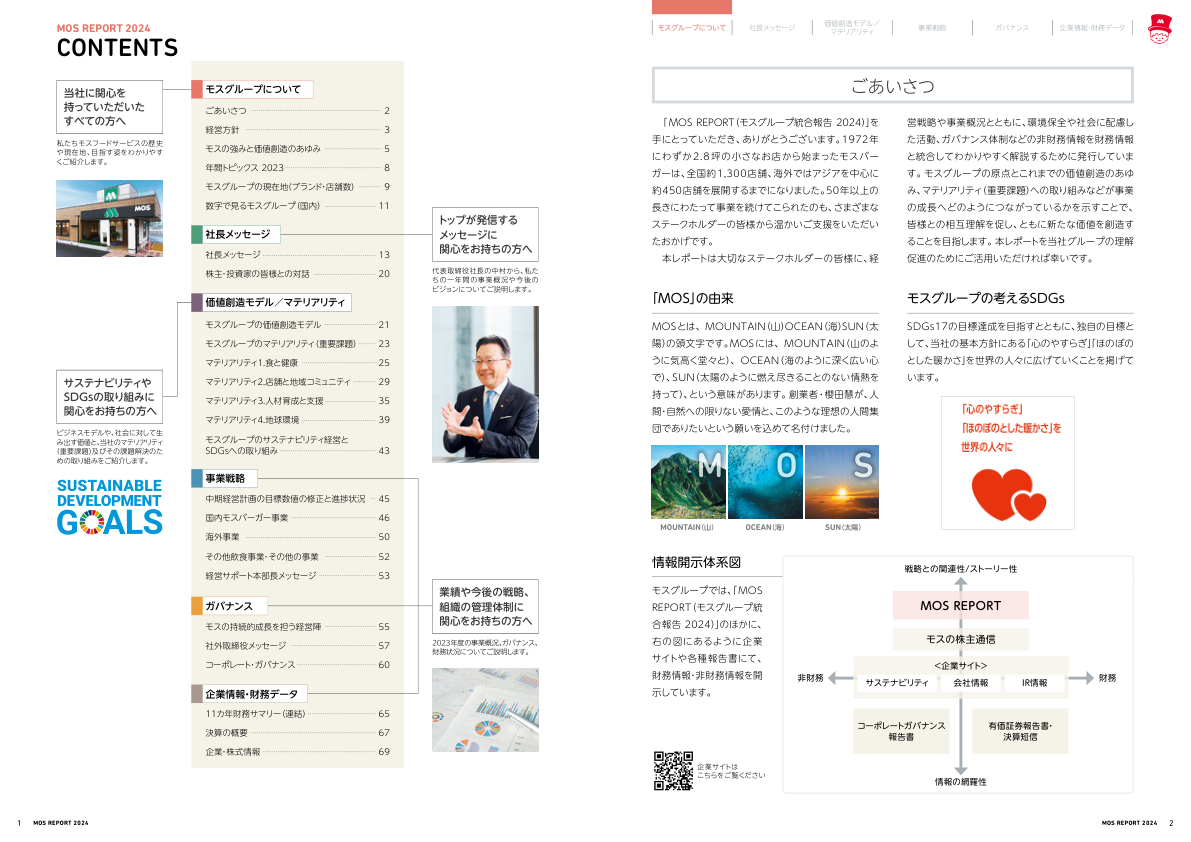 MOS REPORT 2024
CONTENTS
当社に関心を
持っていただいた
すべての方へ
私たちモスフードサービスの歴史
や現在地、目指す姿をわかりやす
くご紹介します。
MOS
サステナビリティや
SDGsの取り組みに
関心をお持ちの方へ
ビジネスモデルや、社会に対して生
み出す価値と、当社のマテリアリティ
(重要課題)及びその課題解決のた
めの取り組みをご紹介します。
SUSTAINABLE
DEVELOPMENT
GOALS
モスグループについて
ごあいさつ 2
経営方針 3
モスの強みと価値創造のあゆみ 5
年間トピックス 2023 8
モスグループの現在地(ブランド・店舗数) 9
数字で見るモスグループ(国内) 11
社長メッセージ
社長メッセージ 13
株主・投資家の皆様との対話 20
価値創造モデル／マテリアリティ
モスグループの価値創造モデル 21
モスグループのマテリアリティ(重要課題) 23
マテリアリティ1.食と健康 25
マテリアリティ2.店舗と地域コミュニティ 29
マテリアリティ3.人材育成と支援 35
マテリアリティ4.地球環境 39
モスグループのサステナビリティ経営と
SDGsへの取り組み 43
事業戦略
中期経営計画の目標数値の修正と進捗状況 45
国内モスバーガー事業 46
海外事業 50
その他飲食事業・その他の事業 52
経営サポート本部長メッセージ 53
ガバナンス
モスの持続的成長を担う経営陣 55
社外取締役メッセージ 57
コーポレート・ガバナンス 60
企業情報・財務データ
11カ年財務サマリー(連結) 65
決算の概要 67
企業・株式情報 69
トップが発信する
メッセージに
関心をお持ちの方へ
代表取締役社長の中村から、私た
ちの一年間の事業概況や今後の
ビジョンについてご説明します。
業績や今後の戦略、
組織の管理体制に
関心をお持ちの方へ
2023年度の事業概況、ガバナンス、
財務状況についてご説明します。
1 MOS REPORT 2024
モスグループについて
社長メッセージ
価値創造モデル／
マテリアリティ
事業戦略
ガバナンス
企業情報・財務データ
ごあいさつ
「MOS REPORT(モスグループ統合報告 2024)」を
手にとっていただき、ありがとうございます。1972年
にわずか2.8坪の小さなお店から始まったモスバー
ガーは、全国約1,300店舗、海外ではアジアを中心に
約450店舗を展開するまでになりました。50年以上の
長きにわたって事業を続けてこられたのも、さまざまな
ステークホルダーの皆様から温かいご支援をいただい
たおかげです。
本レポートは大切なステークホルダーの皆様に、経
営戦略や事業概況とともに、環境保全や社会に配慮し
た活動、ガバナンス体制などの非財務情報を財務情報
と統合してわかりやすく解説するために発行していま
す。モスグループの原点とこれまでの価値創造のあゆ
み、マテリアリティ(重要課題)への取り組みなどが事業
の成長へどのようにつながっているかを示すことで、
皆様との相互理解を促し、ともに新たな価値を創造す
ることを目指します。本レポートを当社グループの理解
促進のためにご活用いただければ幸いです。
「MOS」の由来
MOSとは、MOUNTAIN(山)OCEAN(海)SUN(太
陽)の頭文字です。MOSには、MOUNTAIN(山のよ
うに気高く堂々と)、OCEAN(海のように深く広い心
で)、SUN(太陽のように燃え尽きることのない情熱を
持って)、という意味があります。創業者・櫻田慧が、人
間・自然への限りない愛情と、このような理想の人間集
団でありたいという願いを込めて名付けました。
M
O
S
MOUNTAIN(山)
OCEAN(海)
SUN(太陽)
モスグループの考えるSDGs
SDGs17の目標達成を目指すとともに、独自の目標と
して、当社の基本方針にある「心のやすらぎ」「ほのぼの
とした暖かさ」を世界の人々に広げていくことを掲げて
います。
「心のやすらぎ」
「ほのぼのとした暖かさ」を
世界の人々に
情報開示体系図
モスグループでは、「MOS
REPORT(モスグループ統
合報告 2024)」のほかに、
右の図にあるように企業
サイトや各種報告書にて、
財務情報・非財務情報を開
示しています。
企業サイトは
こちらをご覧ください
戦略との関連性/ストーリー性
MOS REPORT
モスの株主通信
<企業サイト>
非財務
サステナビリティ
会社情報
IR情報
財務
コーポレートガバナンス
報告書
有価証券報告書・
決算短信
情報の網羅性
MOS REPORT 2024 2